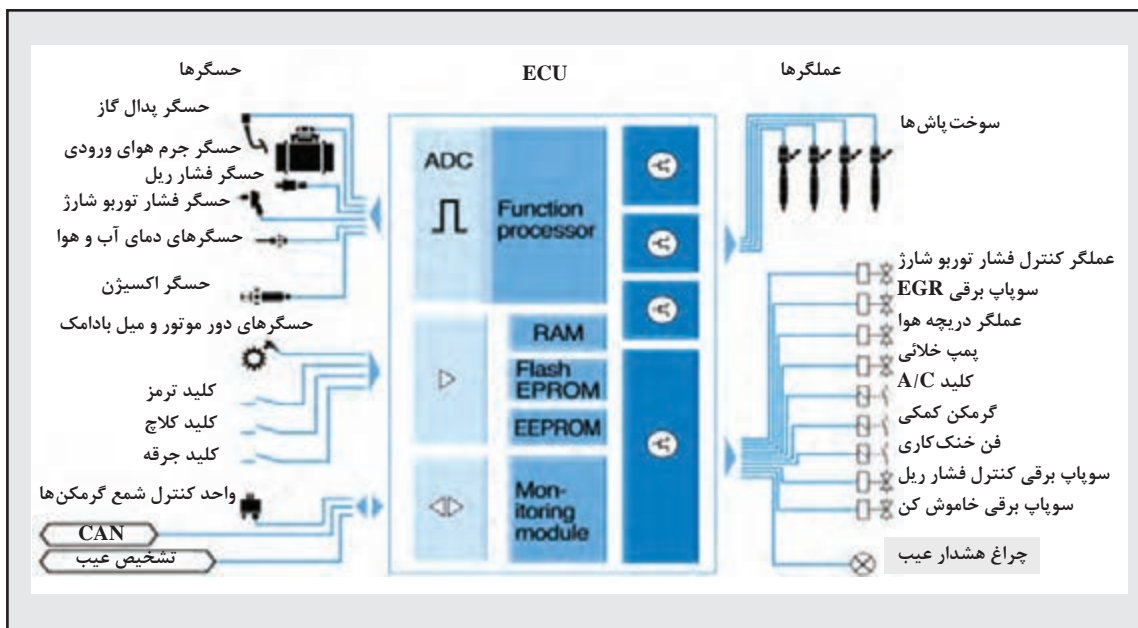 حسگرها
ECU
عملگرها
حسگر پدال گاز
حسگر جرم هوای ورودی
حسگر فشار ریل
حسگر فشار توربو شارژ
حسگرهای دمای آب و هوا
حسگر اکسیژن
حسگرهای دور موتور و میل بادامک
کلید ترمز
کلید کلاچ
کلید جرقه
واحد کنترل شمع گرمکن‌ها
CAN
تشخیص عیب
ADC
Function
processor
RAM
Flash
EPROM
EEPROM
Mon-
itoring
module
سوخت‌پاش‌ها
عملگر کنترل فشار توربو شارژ
سوپاپ برقی EGR
عملگر دریچه هوا
پمپ خلائی
کلید A/C
گرمکن کمکی
فن خنک‌کاری
سوپاپ برقی کنترل فشار ریل
سوپاپ برقی خاموش کن
چراغ هشدار عیب